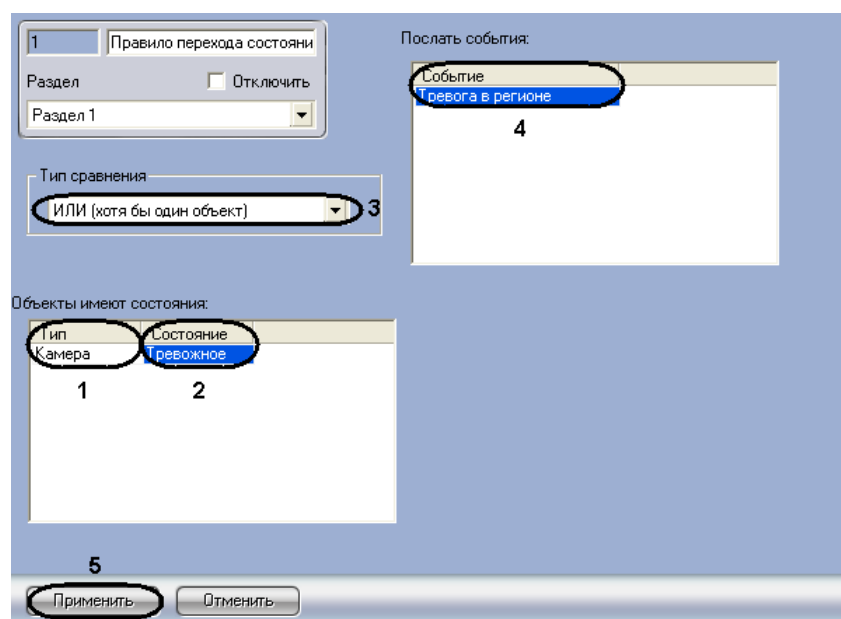 1
Правило перехода состояни
Раздел
Отключить
Раздел 1
Тип сравнения
ИЛИ (хотя бы один объект)
3
Послать события:
Событие
Тревога в регионе
4
Объекты имеют состояния:
Тип Состояние
Камера Тревожное
1 2
5
Применить Отменить